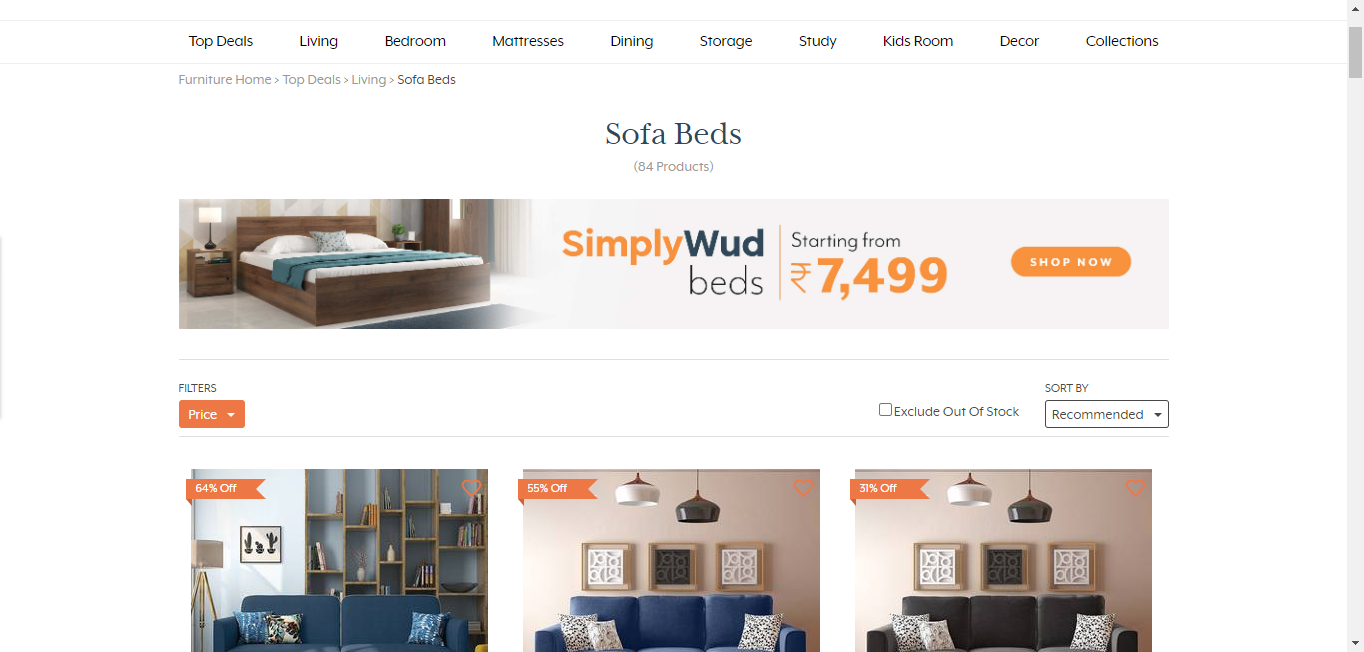 Top Deals Living Bedroom Mattresses Dining Storage Study Kids Room Decor Collections
Furniture Home > Top Deals > Living > Sofa Beds
Sofa Beds
(84 Products)
SimplyWud
beds
Starting from
₹7,499
SHOP NOW
FILTERS
Price
Exclude Out Of Stock
SORT BY
Recommended
64% Off
55% Off
31% Off